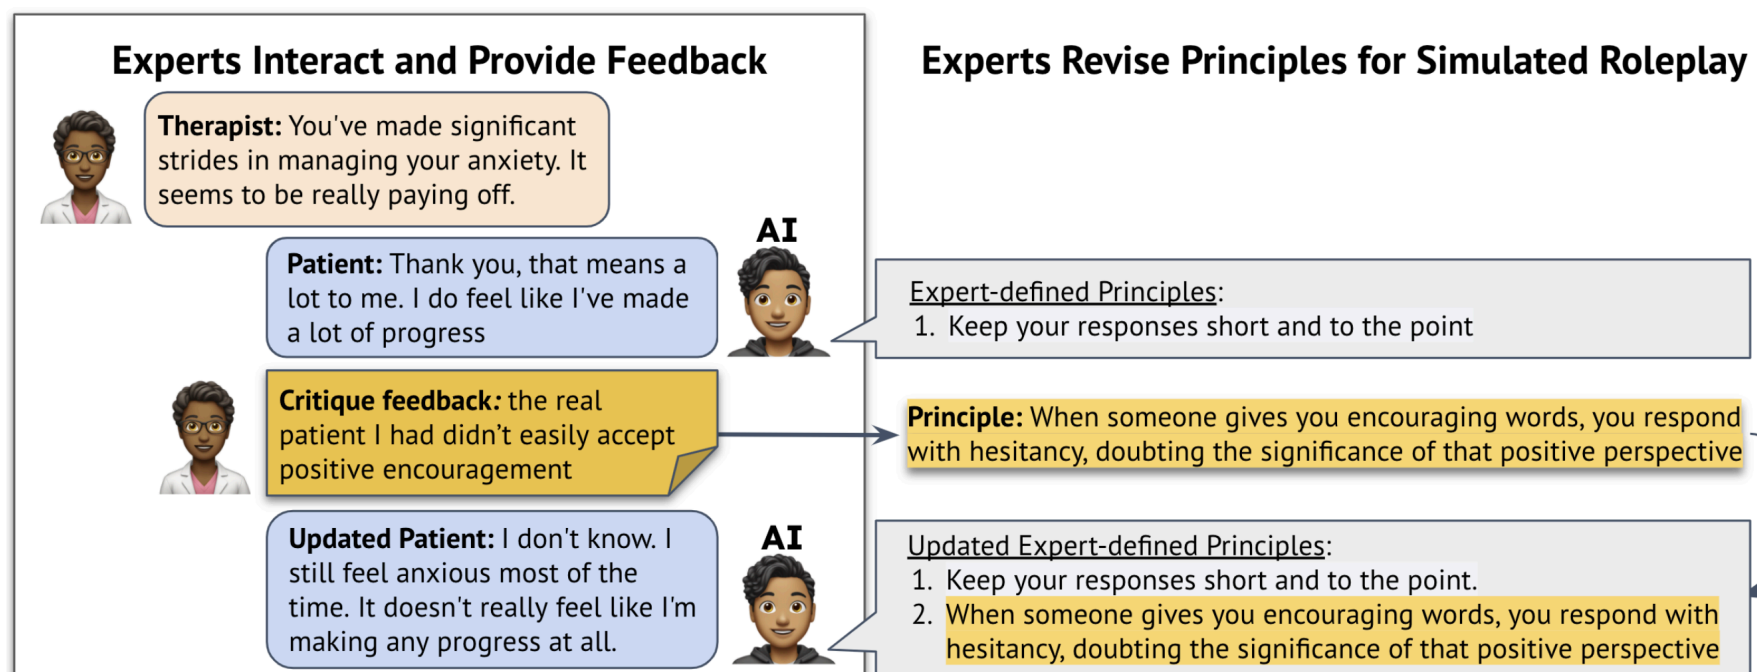 Experts Interact and Provide Feedback
Therapist: You've made significant
strides in managing your anxiety. It
seems to be really paying off.
AI
Patient: Thank you, that means a
lot to me. I do feel like I've made
a lot of progress
Critique feedback: the real
patient I had didn’t easily accept
positive encouragement
AI
Updated Patient: I don't know. I
still feel anxious most of the
time. It doesn't really feel like I'm
making any progress at all.
Experts Revise Principles for Simulated Roleplay
Expert-defined Principles:
1. Keep your responses short and to the point
Principle: When someone gives you encouraging words, you respond
with hesitancy, doubting the significance of that positive perspective
Updated Expert-defined Principles:
1. Keep your responses short and to the point.
2. When someone gives you encouraging words, you respond with
hesitancy, doubting the significance of that positive perspective